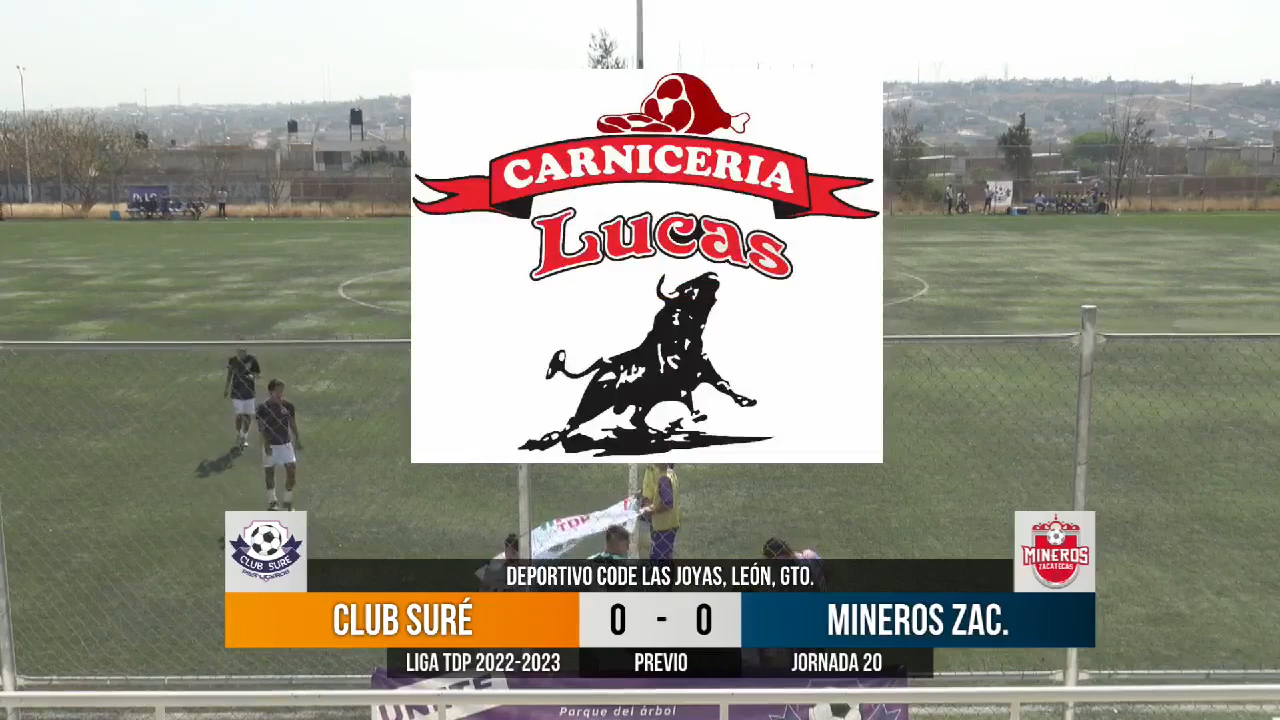 CARNICERIA
Lucas
TDP
CLUB SURÉ
MINEROS
ZACATECAS
DEPORTIVO CODE LAS JOYAS, LEÓN, GTO.
CLUB SURÉ 0 - 0 MINEROS ZAC.
LIGA TDP 2022-2023 PREVIO JORNADA 20
Parque del árbol